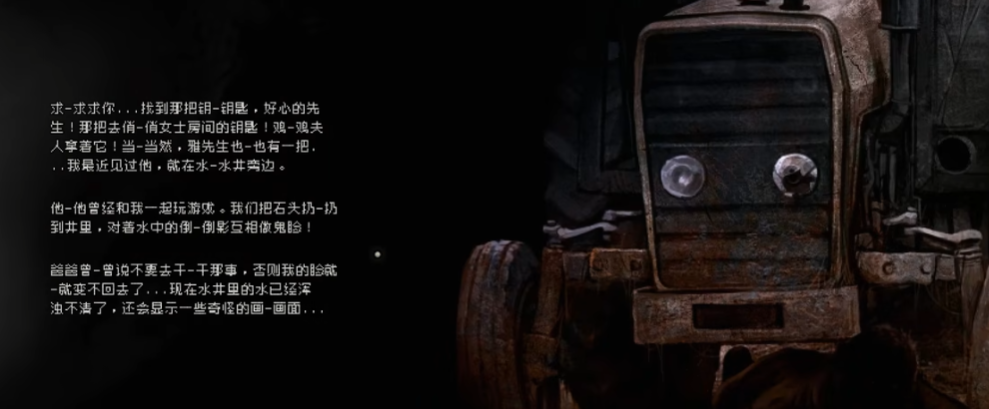 求-求求你...找到那把钥-钥匙，好心的先
生！那把去俏-俏女士房间的钥匙！鸡-鸡夫
人拿着它！当-当然，雅先生也-也有一把.
..我最近见过他，就在水-水井旁边。
他-他曾经和我一起玩游戏。我们把石头扔-扔
到井里，对着水中的倒-倒影互相做鬼脸！
爸爸曾-曾说不要去干-干那事，否则我的脸就
-就变不回去了...现在水井里的水已经浑
浊不清了，还会显示一些奇怪的画-画面...